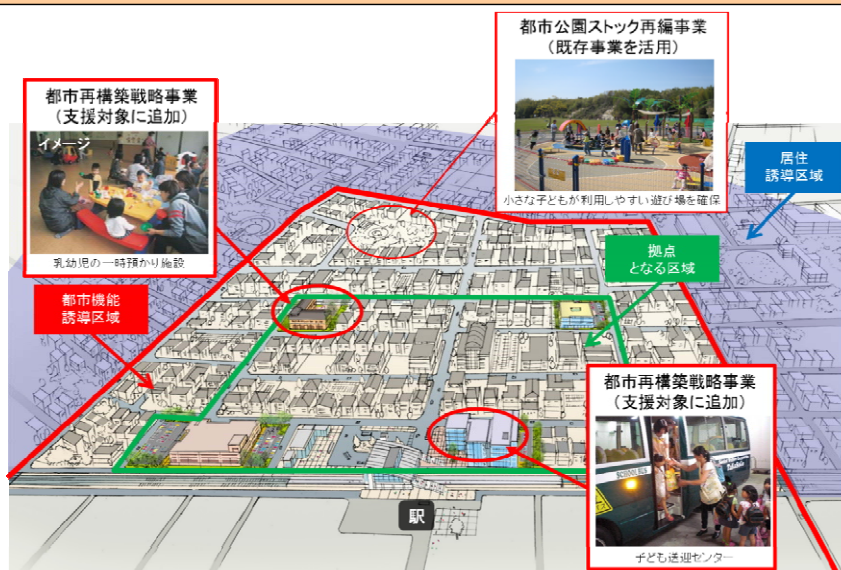 都市公園ストック再編事業
（既存事業を活用）
小さな子どもが利用しやすい遊び場を確保
都市再構築戦略事業
（支援対象に追加）
イメージ
乳幼児の一時預かり施設
居住
誘導区域
拠点
となる区域
都市機能
誘導区域
都市再構築戦略事業
（支援対象に追加）
SCHOOL BUS
子ども送迎センター
駅